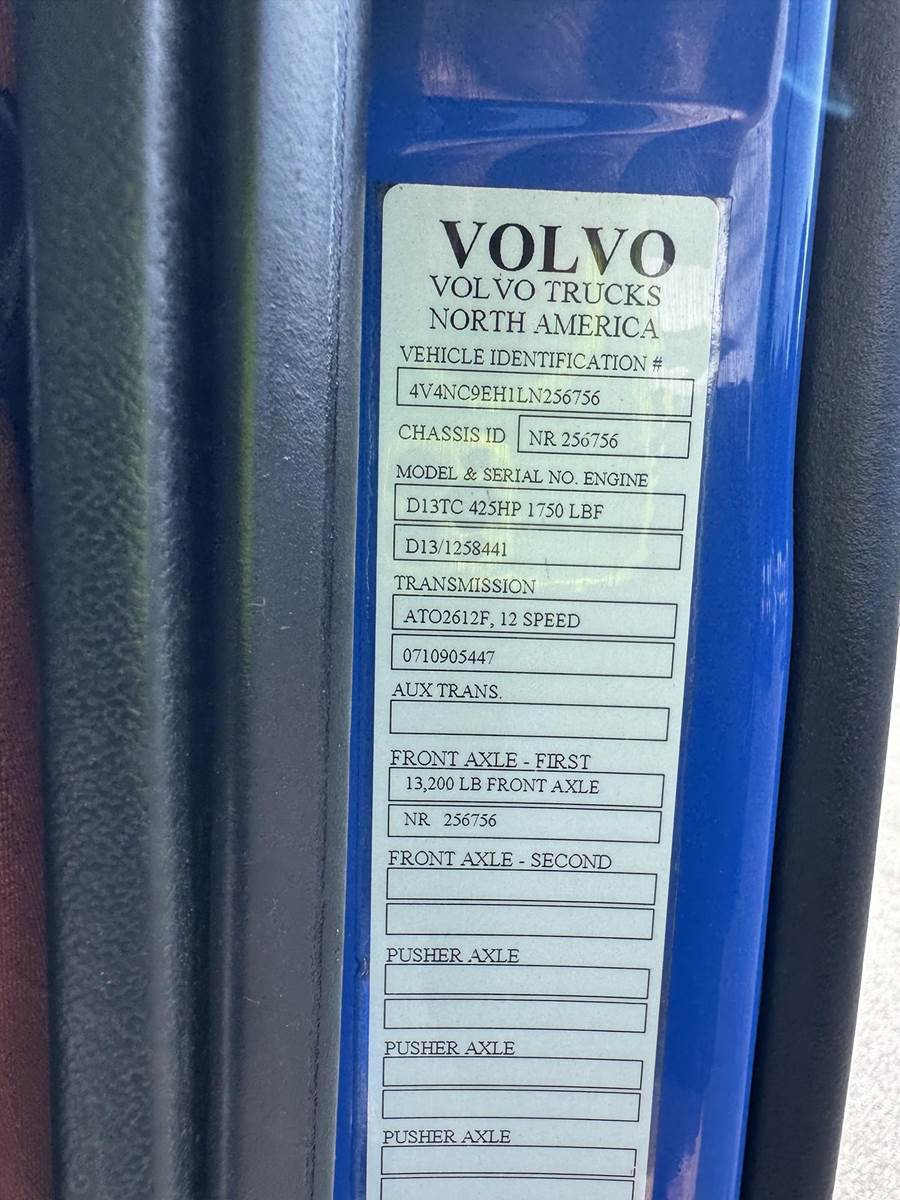 VOLVO
VOLVO TRUCKS
NORTH AMERICA
VEHICLE IDENTIFICATION #
4V4NC9EH1LN256756
CHASSIS ID NR 256756
MODEL & SERIAL NO. ENGINE
D13TC 425HP 1750 LBF
D13/1258441
TRANSMISSION
ATO2612F, 12 SPEED
0710905447
AUX TRANS.
FRONT AXLE - FIRST
13,200 LB FRONT AXLE
NR 256756
FRONT AXLE - SECOND
PUSHER AXLE
PUSHER AXLE
PUSHER AXLE